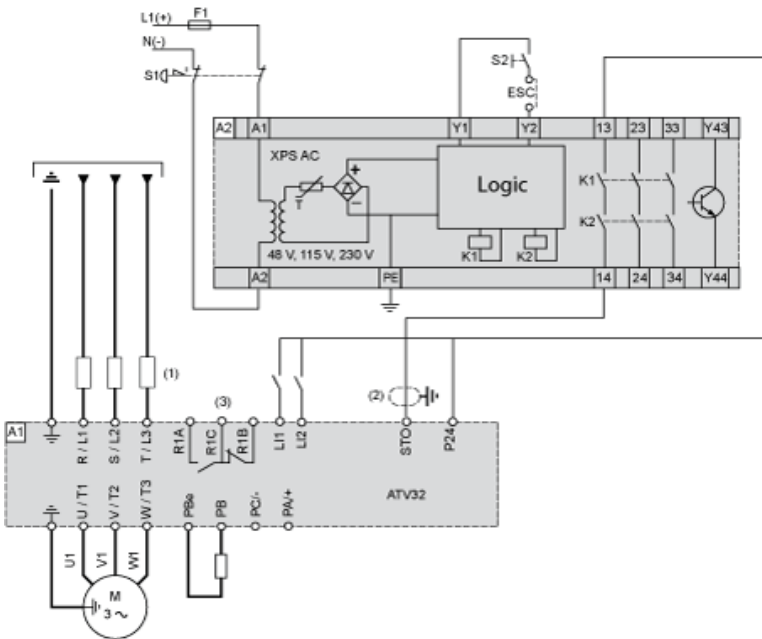 L1(+) F1
N(-)
S1
S2
ESC
A2 A1 Y1 Y2 13 23 33 Y43
XPS AC
Logic
+
−
T
K1
K2
48 V, 115 V, 230 V
K1 K2
A2 PE 14 24 34 Y44
(1)
(2)
(3)
A1
R / L1
S / L2
T / L3
R1A
R1C
R1B
LI1
LI2
STO
P24
ATV32
U / T1
V / T2
W / T3
PBe
PB
PC/-
PA/+
U1
V1
W1
M
3 ~